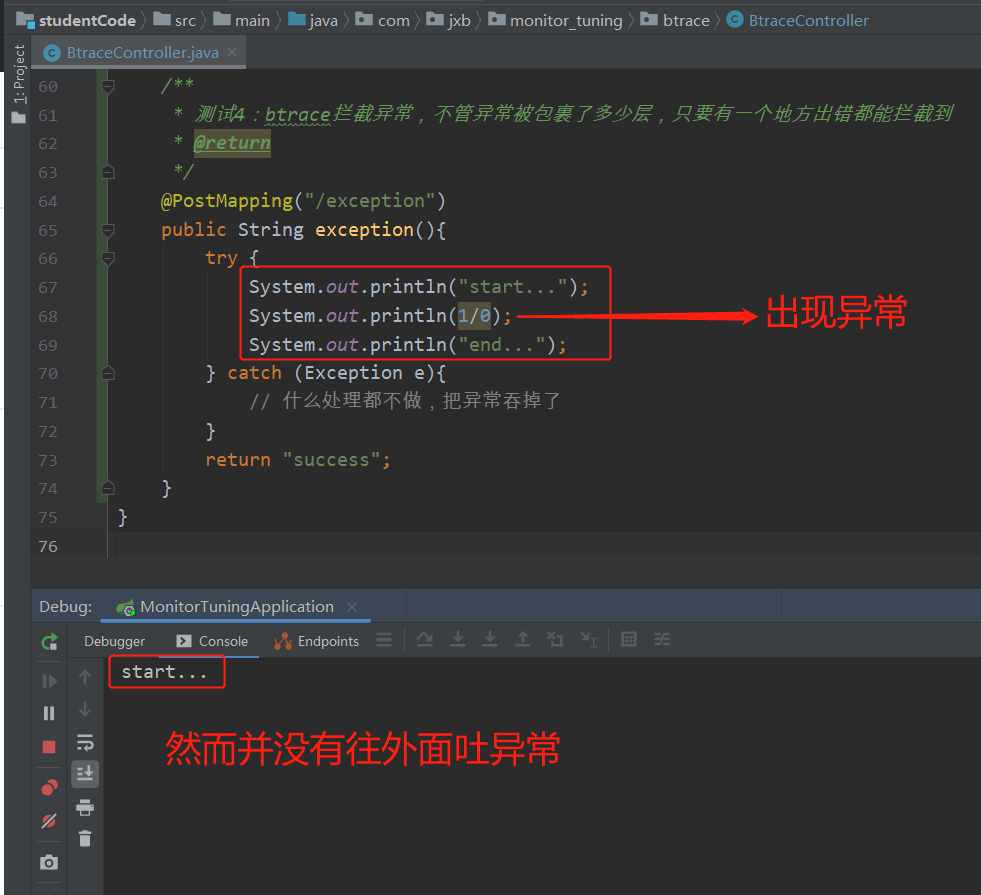 studentCode src main java com jxb monitor_tuning btrace BtraceController
1: Project
BtraceController.java
60 /**
61 * 测试4：btrace拦截异常，不管异常被包裹了多少层，只要有一个地方出错都能拦截到
62 * @return
63 */
64 @PostMapping("/exception")
65 public String exception(){
66 try {
67 System.out.println("start...");
68 System.out.println(1/0); 出现异常
69 System.out.println("end...");
70 } catch (Exception e){
71 // 什么处理都不做，把异常吞掉了
72 }
73 return "success";
74 }
75 }
76
Debug: MonitorTuningApplication
Debugger Console Endpoints
start...
然而并没有往外面吐异常